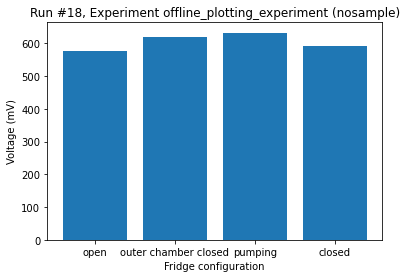 Run #18, Experiment offline_plotting_experiment (nosample)
Voltage (mV)
600
500
400
300
200
100
0
open outer chamber closed pumping closed
Fridge configuration